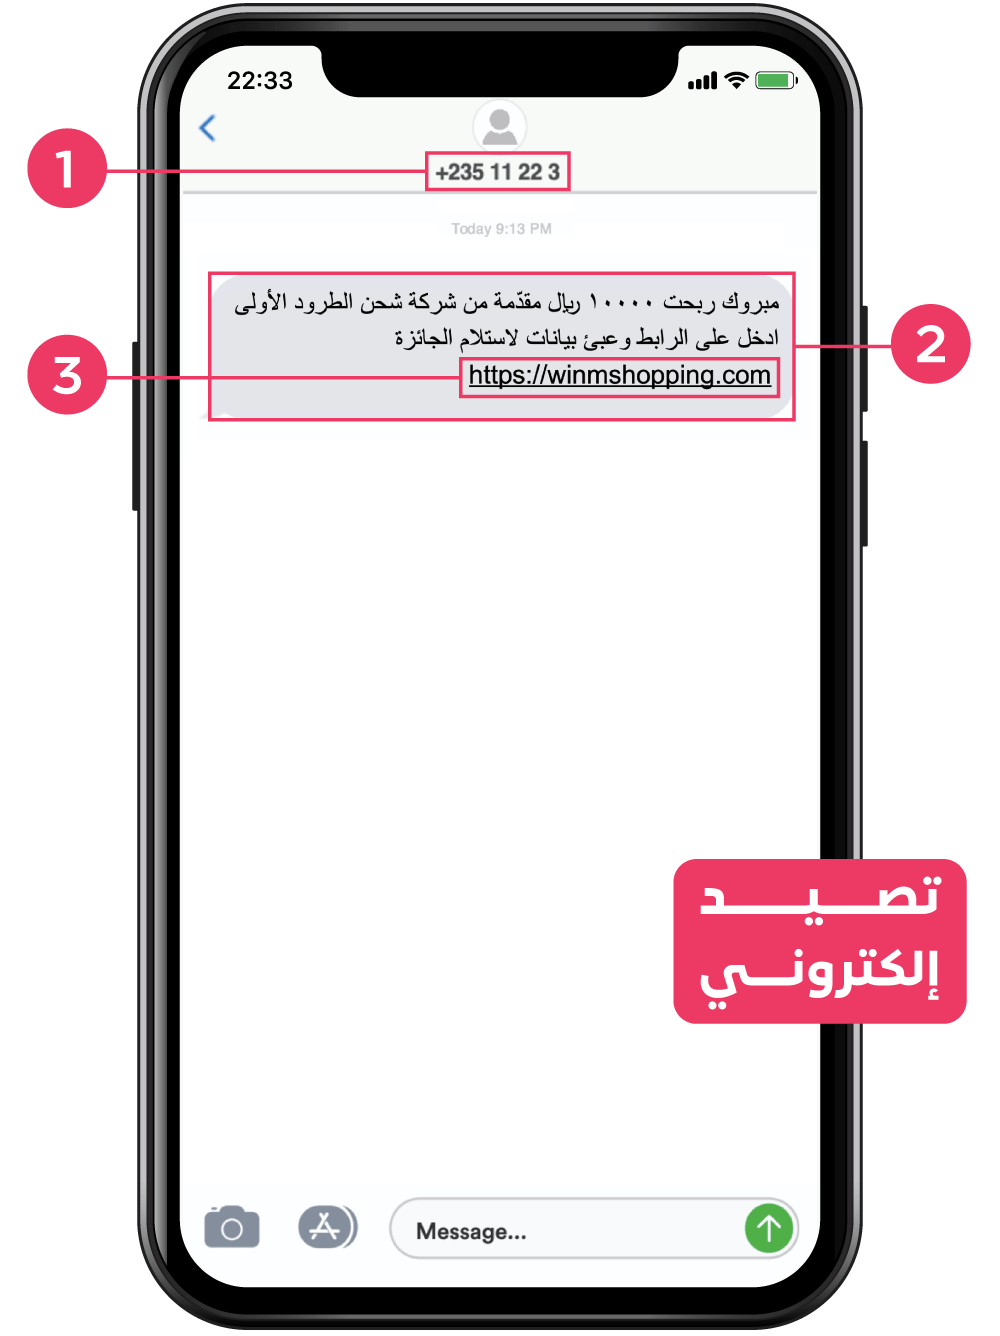 22:33
1
+235 11 22 3
Today 9:13 PM
مبروك ربحت ١٠٠٠٠ ريال مقدّمة من شركة شحن الطرود الأولى
ادخل على الرابط وعبئ بيانات لاستلام الجائزة
2
3
https://winmshopping.com
تصيد
إلكتروني
Message...